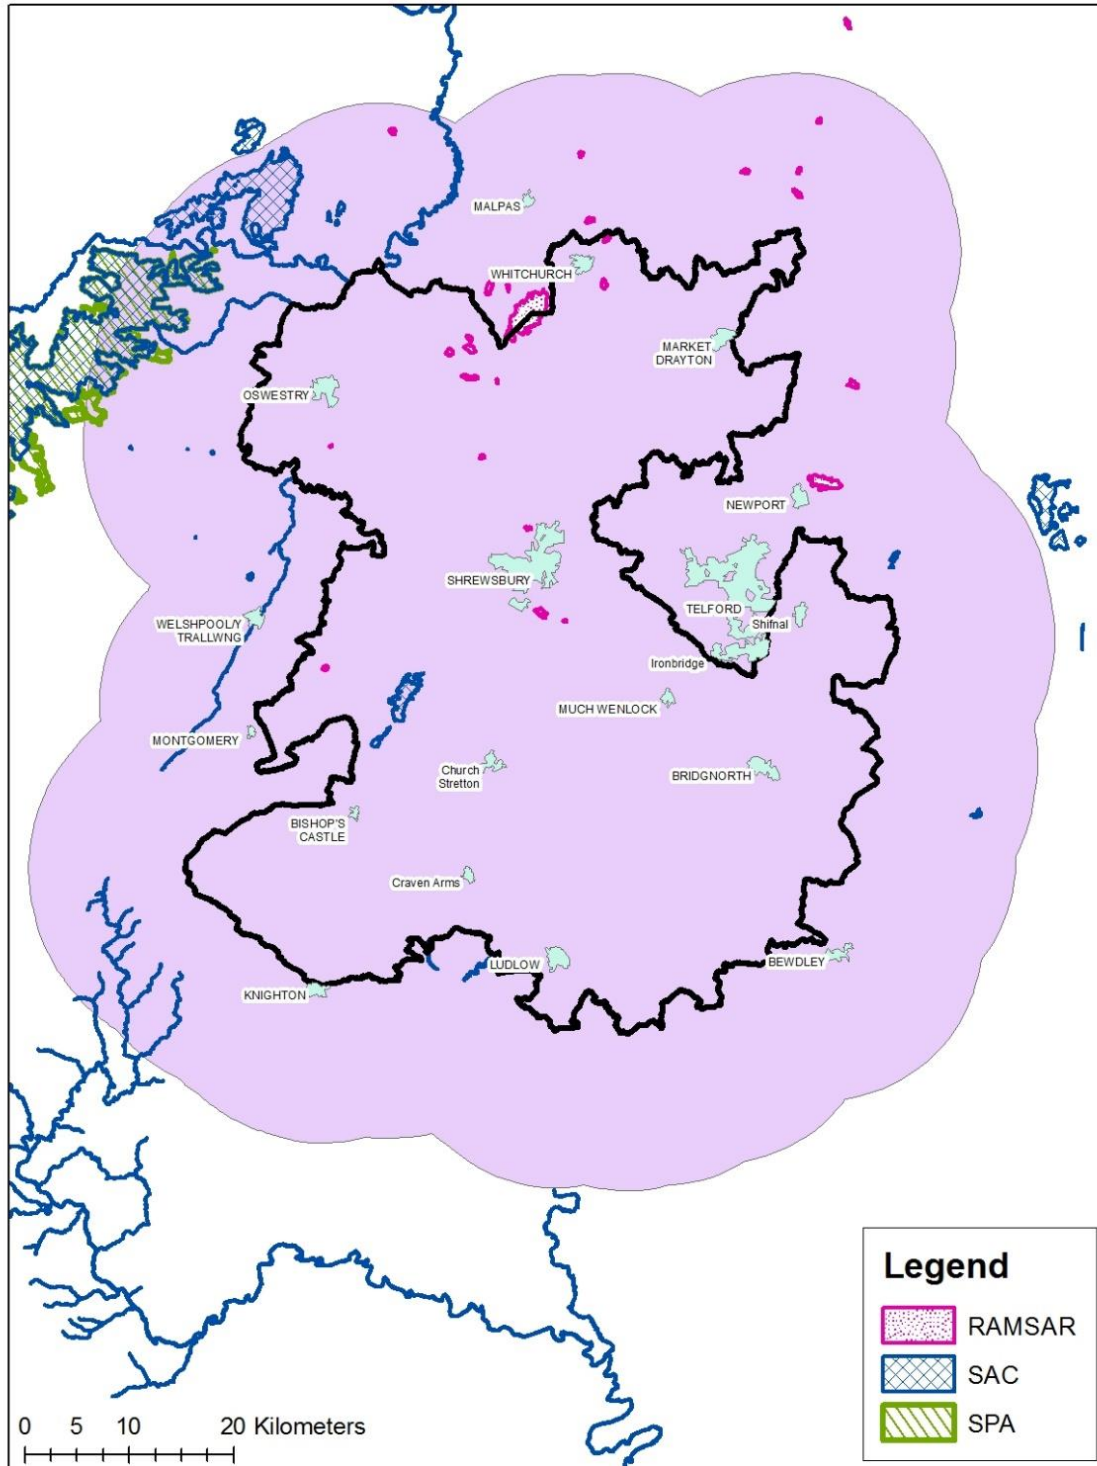 MALPAS
WHITCHURCH
MARKET
DRAYTON
OSWESTRY
NEWPORT
SHREWSBURY
TELFORD
Shifnal
WELSHPOOL/Y
TRALLWNG
Ironbridge
MUCH WENLOCK
MONTGOMERY
Church
Stretton
BRIDGNORTH
BISHOP'S
CASTLE
Craven Arms
LUDLOW
BEWDLEY
KNIGHTON
Legend
RAMSAR
SAC
SPA
0 5 10 20 Kilometers